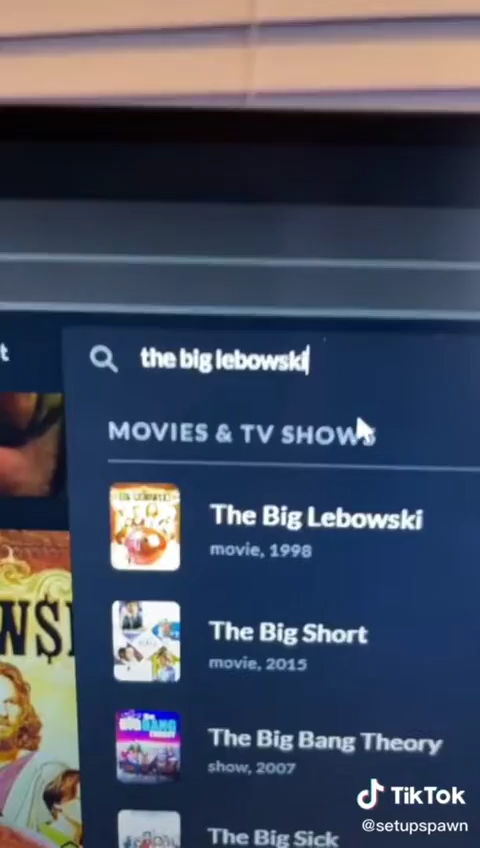 t
the big lebowski
MOVIES & TV SHOWS
The Big Lebowski
movie, 1998
The Big Short
movie, 2015
The Big Bang Theory
show, 2007
The Big Sick
TikTok
@setupspawn